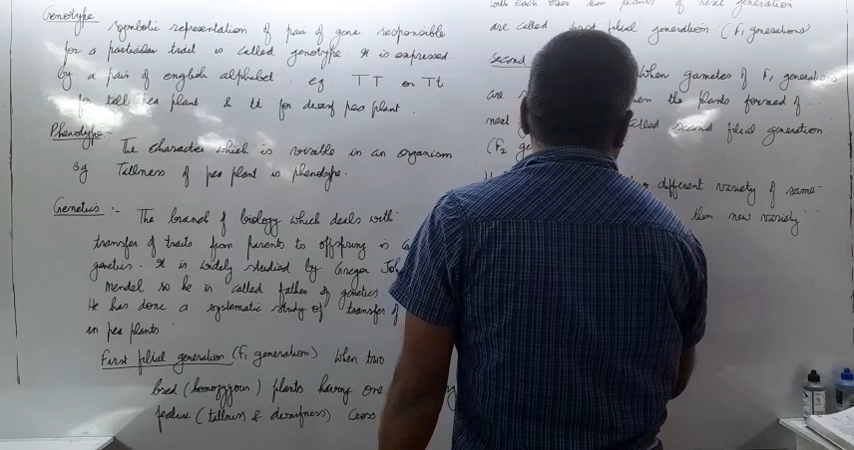 Genotype
Symbolic representation of pair of gene responsible
for a particular trait is called genotype. It is expressed
by a pair of english alphabet. eg TT or Tt
for tall pea plant & tt for dwarf pea plant.
Phenotype -
The character which is visible in an organism
eg Tallness of pea plant is phenotype.
Genetics :-
The branch of biology which deals with
transfer of traits from parents to offspring is
genetics. It is widely studied by Gregor
Mendel so he is called father of genetics
He has done a systematic study of transfer of
in pea plants
First filial generation (F1 generation) When two
bred (homozygous) plants having one
feature (tallness & dwarfness) Cross
with each other then plants of next generation
are called first filial generation (F1 generations)
Second When gametes of F1 generation
are the plants formed of
next called second filial generation.
(F2
different variety of same
then new variety